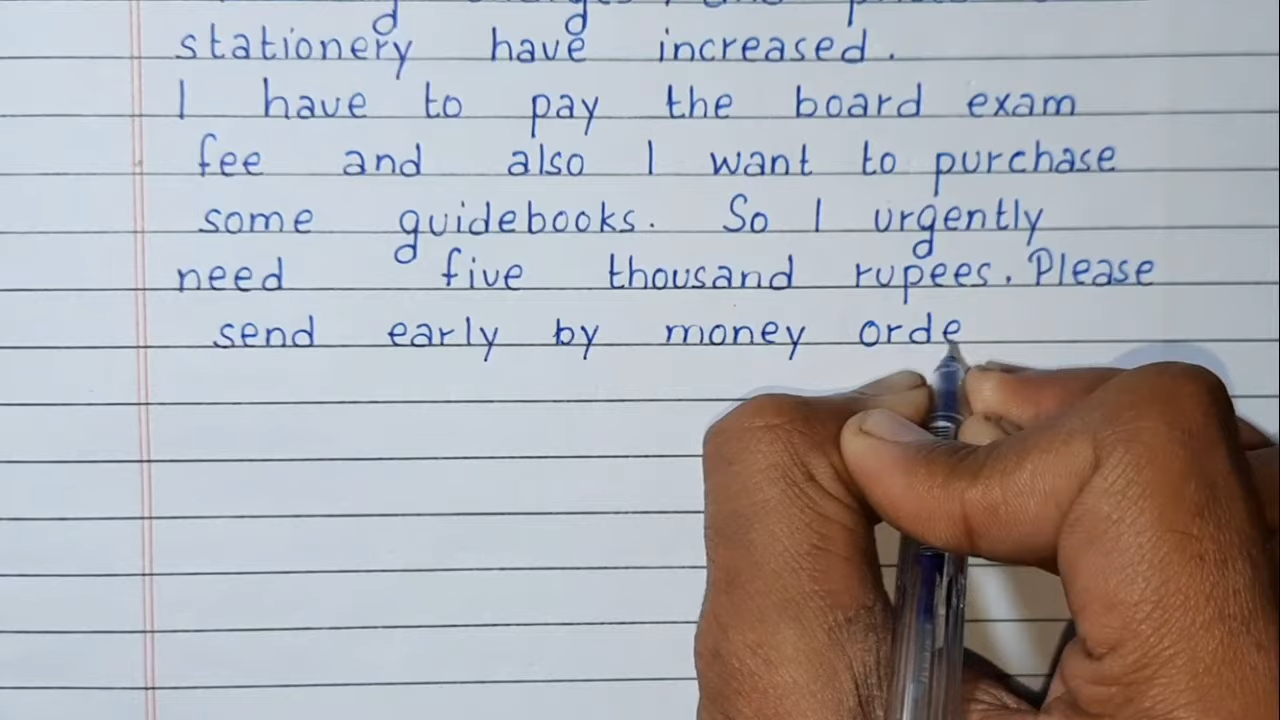 stationery have increased.
I have to pay the board exam
fee and also I want to purchase
some guidebooks. So I urgently
need five thousand rupees. Please
send early by money orde